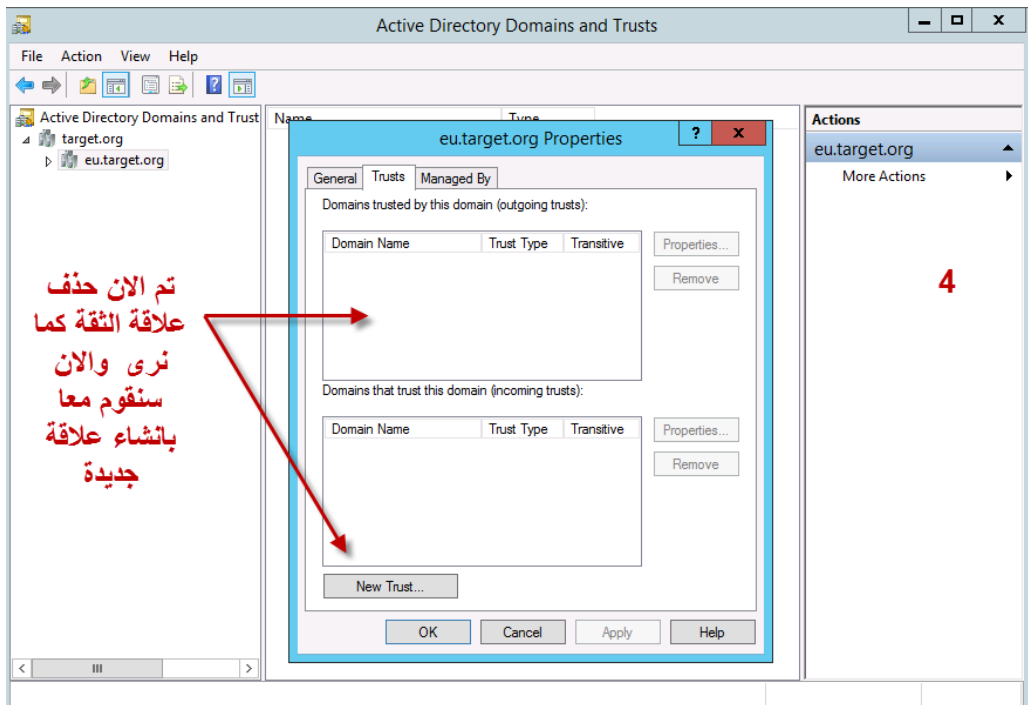 Active Directory Domains and Trusts
File Action View Help
Active Directory Domains and Trust
target.org
eu.target.org
Name Type
Actions
eu.target.org
More Actions
eu.target.org Properties
General Trusts Managed By
Domains trusted by this domain (outgoing trusts):
Domain Name Trust Type Transitive
Properties...
Remove
Domains that trust this domain (incoming trusts):
Domain Name Trust Type Transitive
Properties...
Remove
New Trust...
OK Cancel Apply Help
تم الان حذف
علاقة الثقة كما
نرى والان
سنقوم معا
بانشاء علاقة
جديدة
4